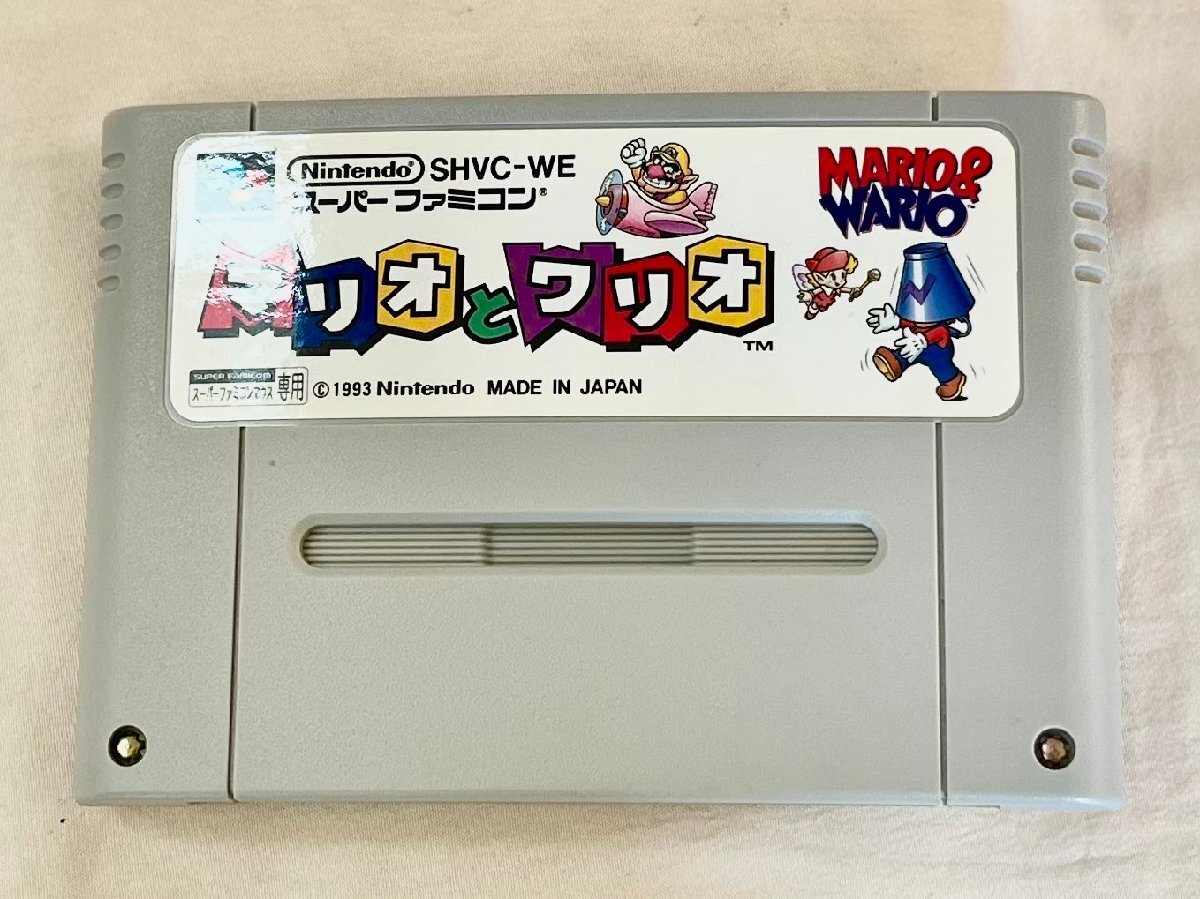 Nintendo® SHVC-WE
スーパーファミコン®
マリオとワリオ
TM
MARIO&
WARIO
TM
W
SUPER FAMICOM
スーパーファミコンマウス 専用
© 1993 Nintendo MADE IN JAPAN